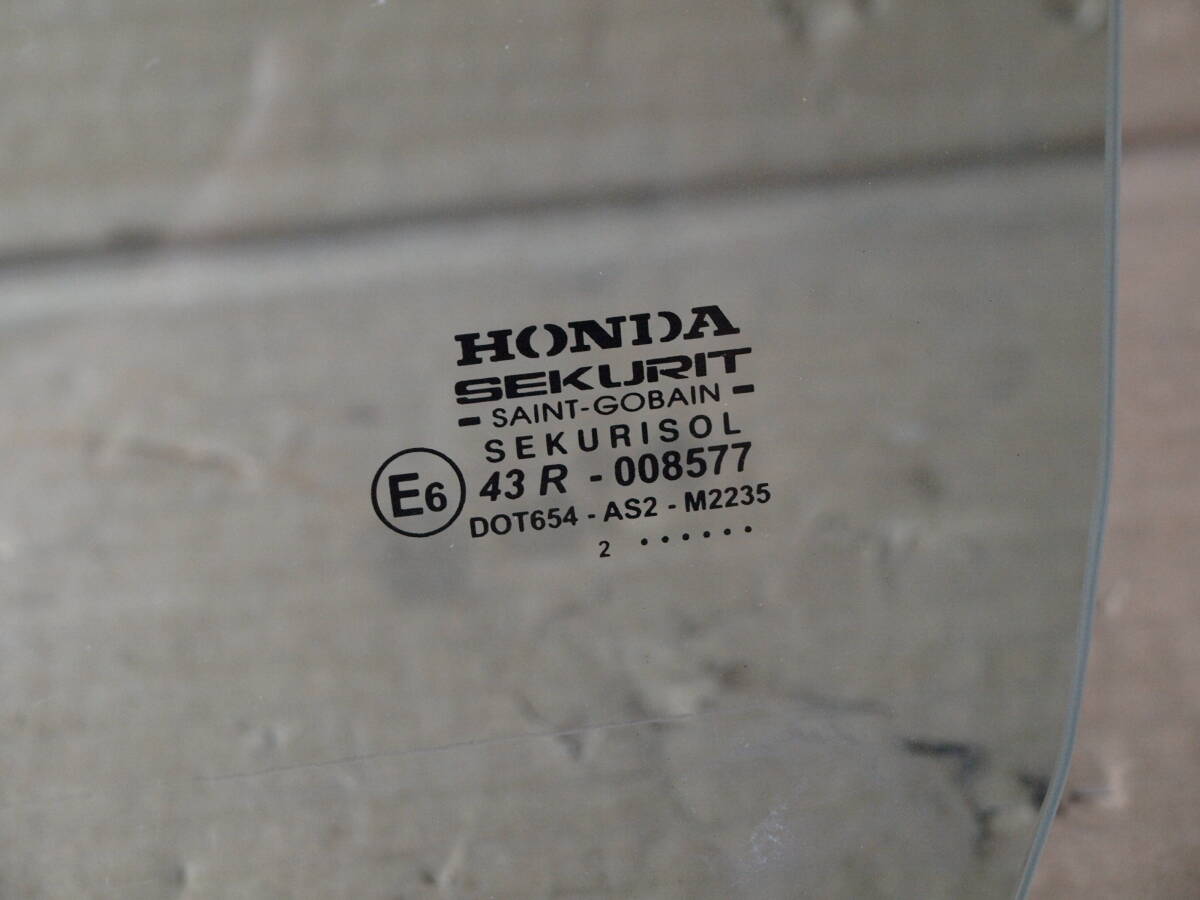 HONDA
SEKURIT
- SAINT-GOBAIN -
SEKURISOL
E6 43 R - 008577
DOT654 - AS2 - M2235
2 ······